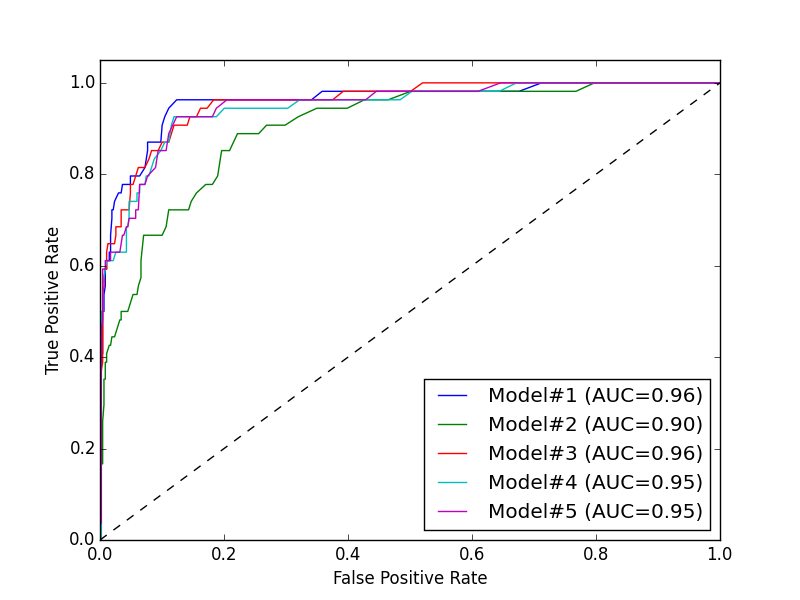 1.0
0.8
0.6
0.4
0.2
0.0
True Positive Rate
Model#1 (AUC=0.96)
Model#2 (AUC=0.90)
Model#3 (AUC=0.96)
Model#4 (AUC=0.95)
Model#5 (AUC=0.95)
0.0 0.2 0.4 0.6 0.8 1.0
False Positive Rate